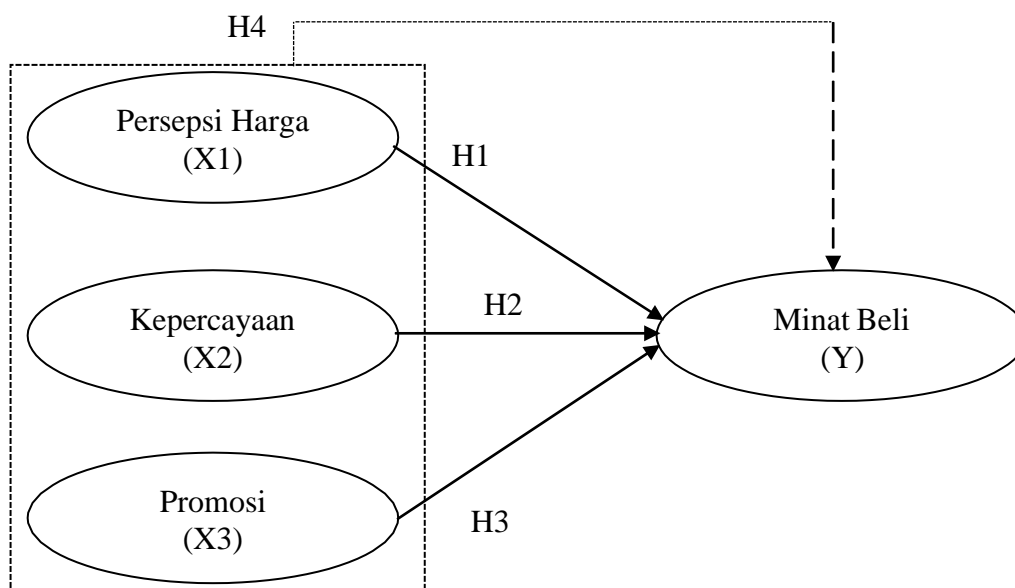 H4
Persepsi Harga
(X1)
H1
Kepercayaan
(X2)
H2
Minat Beli
(Y)
Promosi
(X3)
H3